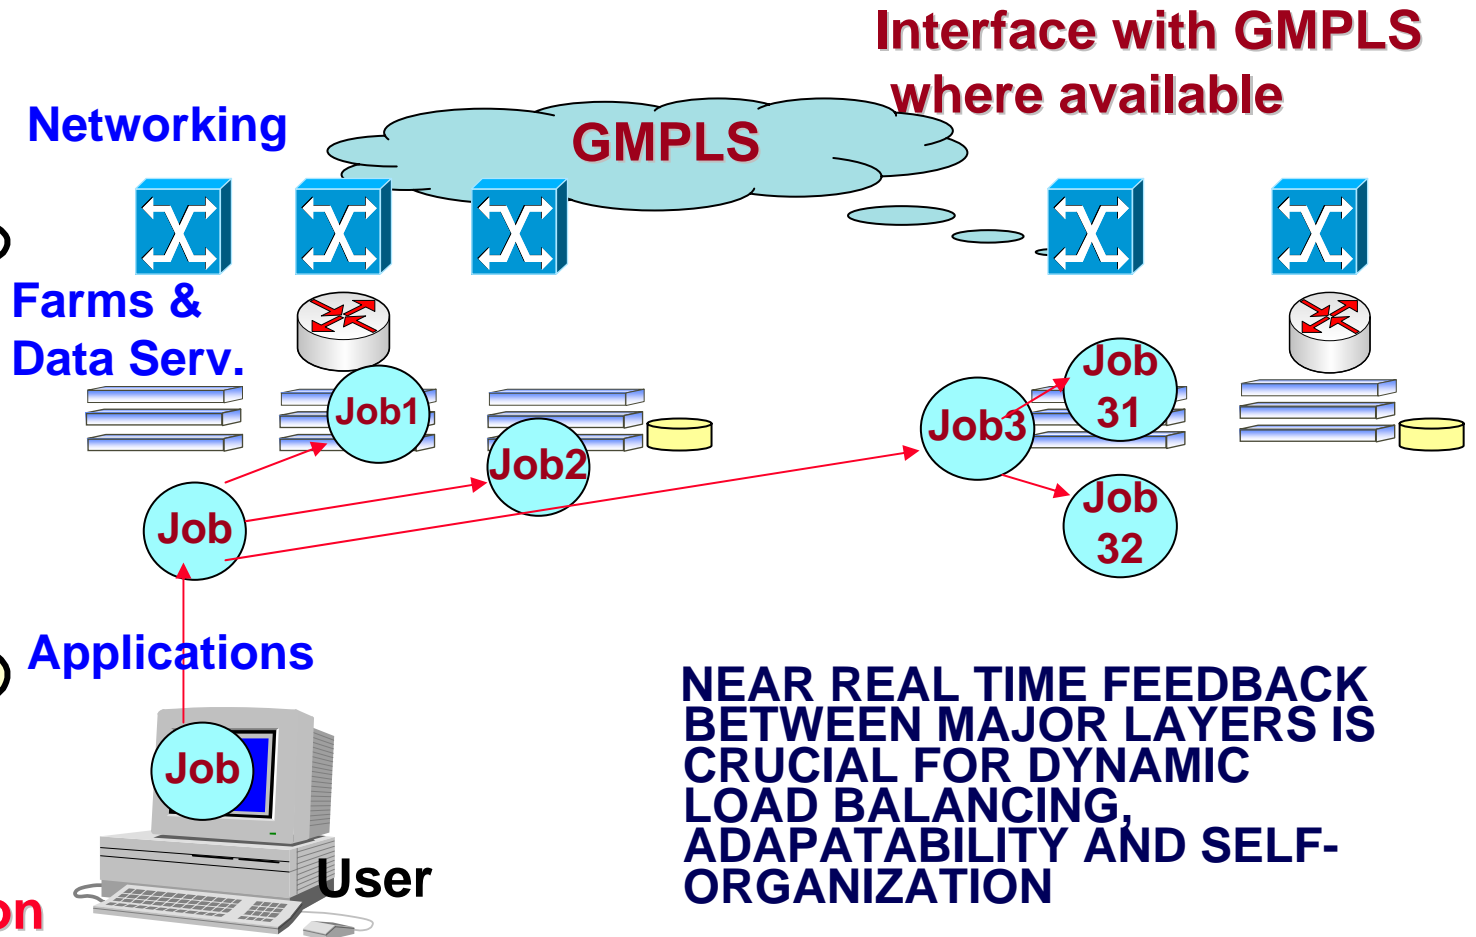 Interface with GMPLS
where available
Networking
GMPLS
Farms &
Data Serv.
Job
31
Job1
Job3
Job2
Job
32
Job
Applications
NEAR REAL TIME FEEDBACK
BETWEEN MAJOR LAYERS IS
CRUCIAL FOR DYNAMIC
LOAD BALANCING,
ADAPATABILITY AND SELF-
ORGANIZATION
Job
User
on